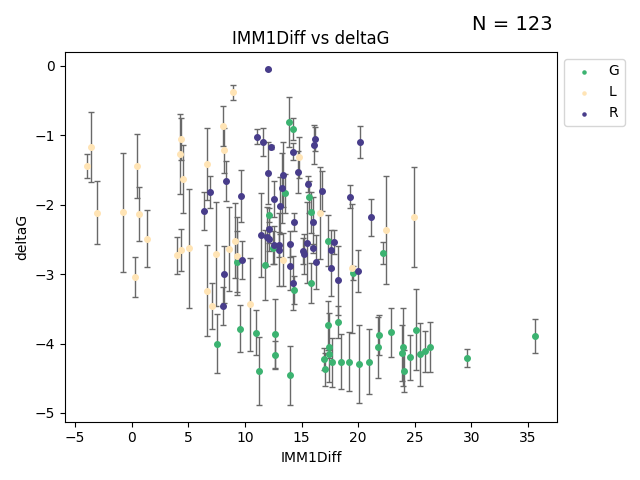 N = 123
IMM1Diff vs deltaG
G
L
R
0
−1
−2
−3
−4
−5
deltaG
−5 0 5 10 15 20 25 30 35
IMM1Diff